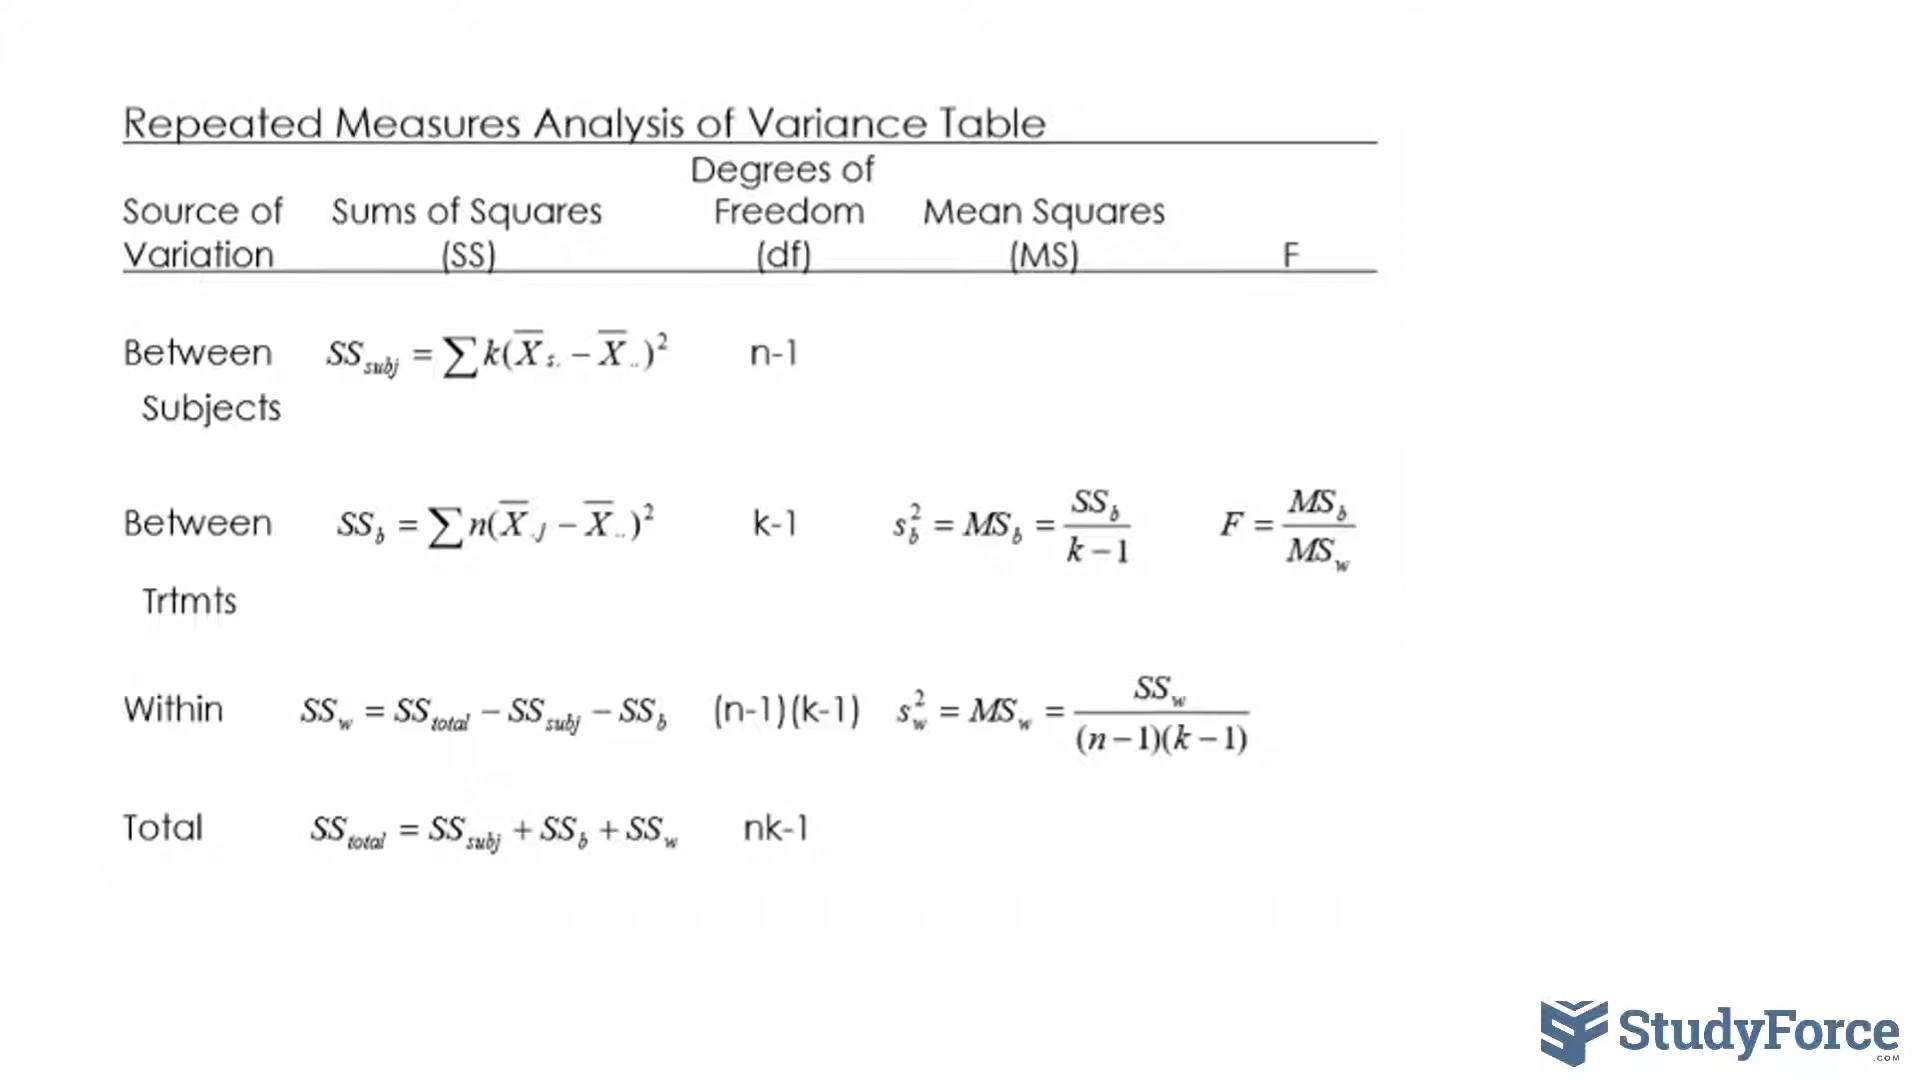 Repeated Measures Analysis of Variance Table
Degrees of
Source of Sums of Squares Freedom Mean Squares
Variation (SS) (df) (MS) F
Between SS_subj = ∑k(X̅_s. − X̅_..)² n-1
Subjects
Between SS_b = ∑n(X̅_.J − X̅_..)² k-1 s_b² = MS_b = SS_b / k − 1 F = MS_b / MS_w
Trtmts
Within SS_w = SS_total − SS_subj − SS_b (n-1)(k-1) s_w² = MS_w = SS_w / (n − 1)(k − 1)
Total SS_total = SS_subj + SS_b + SS_w nk-1
StudyForce
.COM